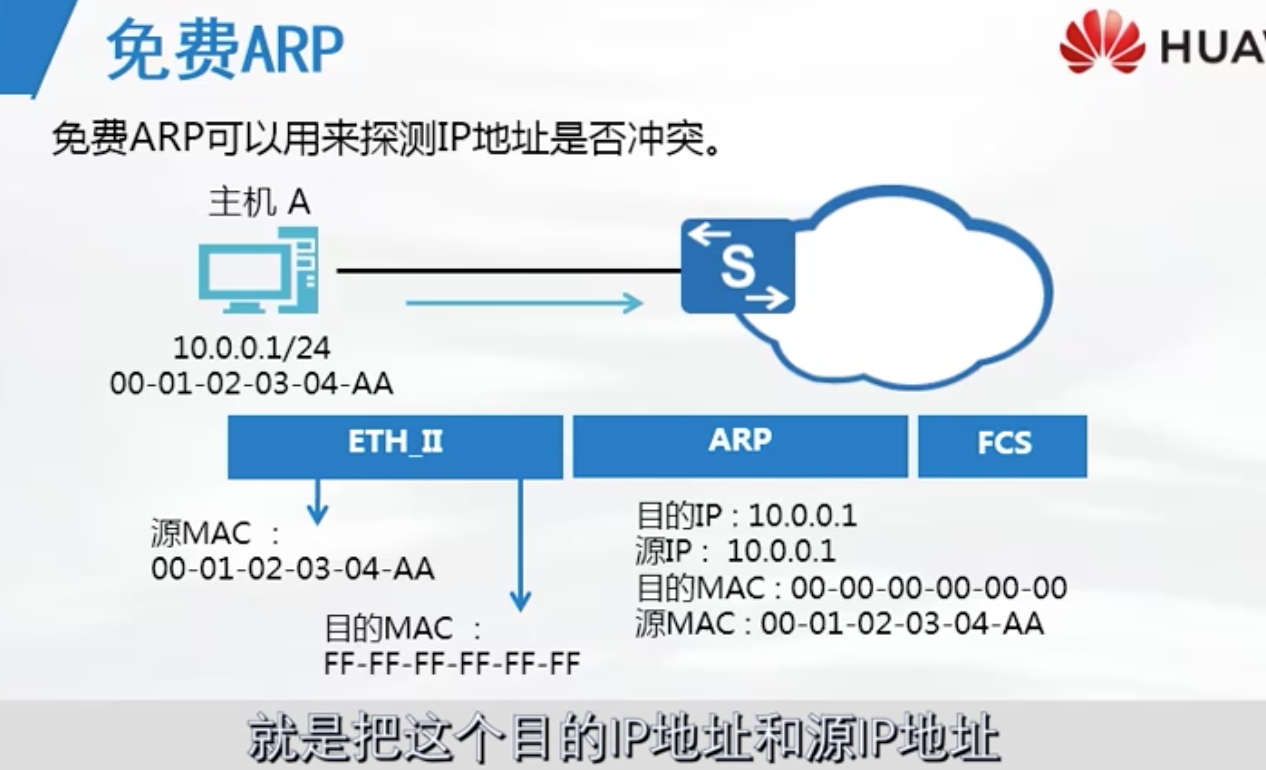 免费ARP
HUAW
免费ARP可以用来探测IP地址是否冲突。
主机 A
S
10.0.0.1/24
00-01-02-03-04-AA
ETH_II
ARP
FCS
源MAC ：
00-01-02-03-04-AA
目的MAC ：
FF-FF-FF-FF-FF-FF
目的IP : 10.0.0.1
源IP： 10.0.0.1
目的MAC : 00-00-00-00-00-00
源MAC : 00-01-02-03-04-AA
就是把这个目的IP地址和源IP地址